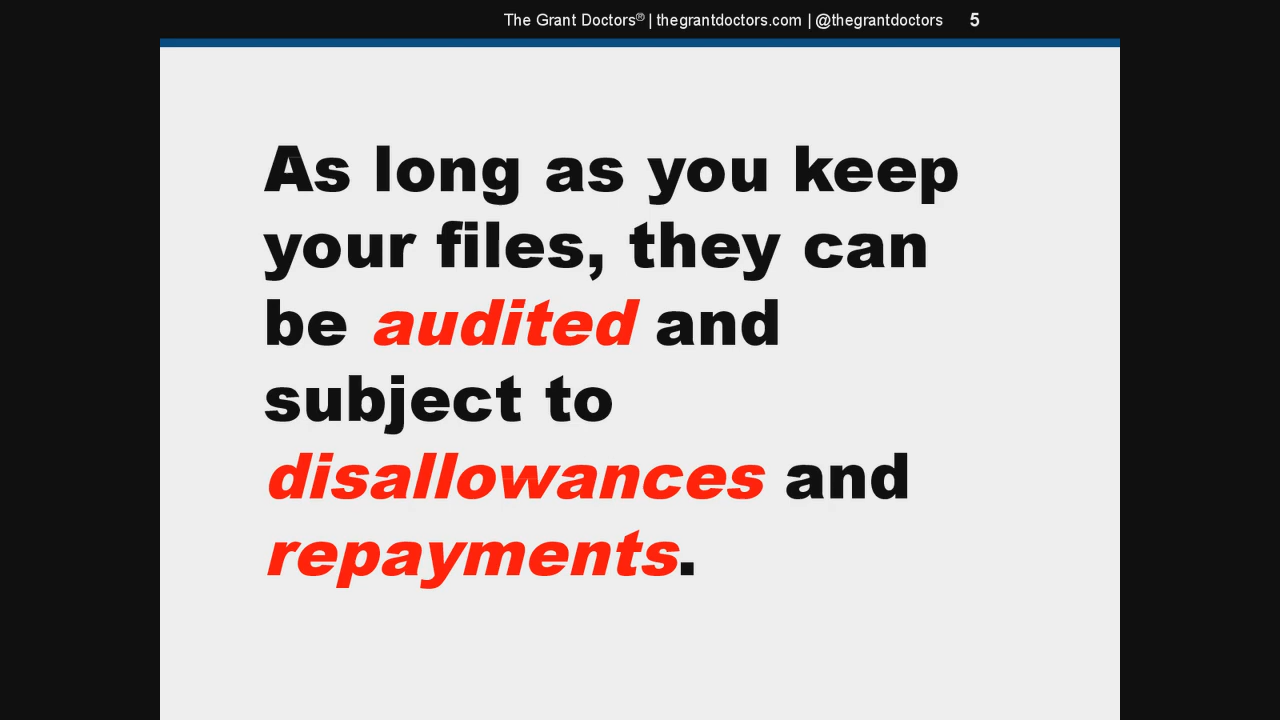 The Grant Doctors® | thegrantdoctors.com | @thegrantdoctors 5
As long as you keep
your files, they can
be audited and
subject to
disallowances and
repayments.